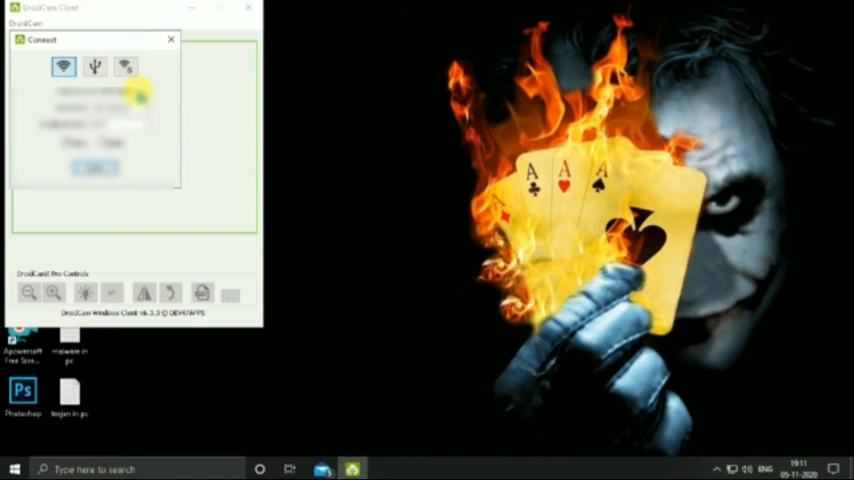 DroidCam Client
DroidCam
Connect
DroidCamX Pro Controls
DroidCam Windows Client v6.3.3 © DEV47APPS
Apowersoft
Free Scre...
malware in
pc
Ps
Photoshop
trojan in pc
A
A
A
A
Type here to search
ENG
19:11
05-11-2020